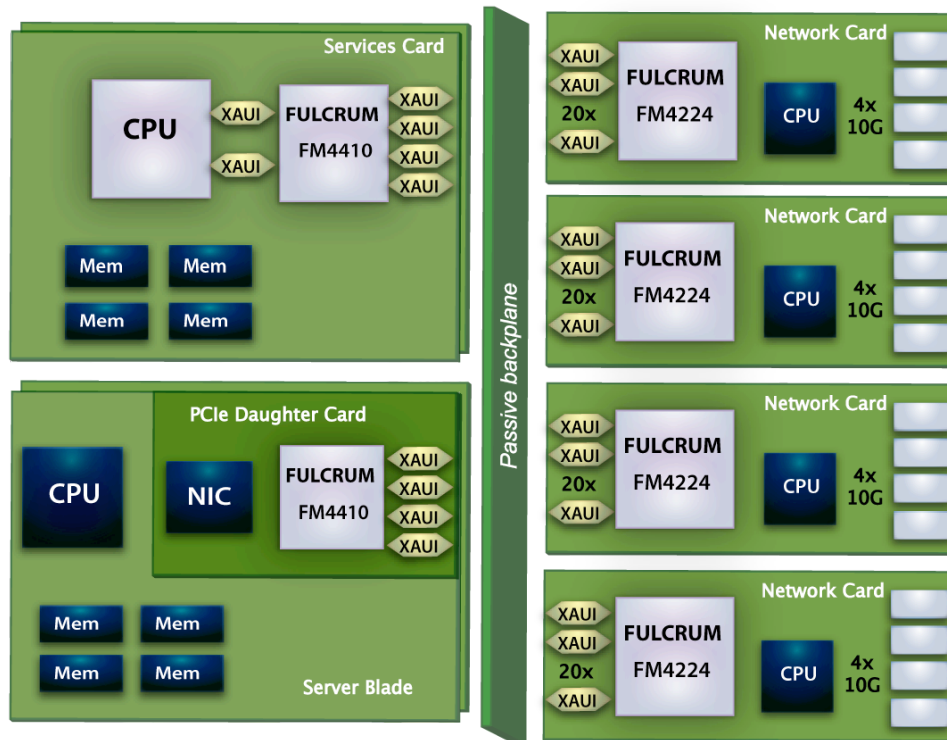 Services Card
CPU
XAUI
XAUI
FULCRUM
FM4410
XAUI
XAUI
XAUI
XAUI
Mem
Mem
Mem
Mem
PCIe Daughter Card
CPU
NIC
FULCRUM
FM4410
XAUI
XAUI
XAUI
XAUI
Mem
Mem
Mem
Mem
Server Blade
Passive backplane
Network Card
XAUI
XAUI
20x
XAUI
FULCRUM
FM4224
CPU
4x
10G
Network Card
XAUI
XAUI
20x
XAUI
FULCRUM
FM4224
CPU
4x
10G
Network Card
XAUI
XAUI
20x
XAUI
FULCRUM
FM4224
CPU
4x
10G
Network Card
XAUI
XAUI
20x
XAUI
FULCRUM
FM4224
CPU
4x
10G